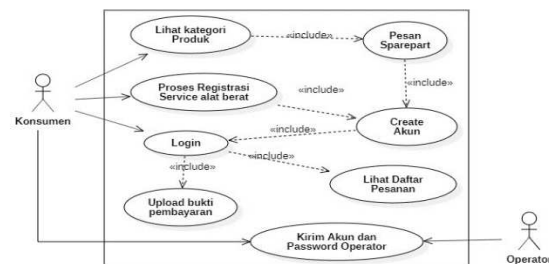 Lihat kategori
Produk
«include»
Pesan
Sparepart
Proses Registrasi
Service alat berat
«include»
«include»
Konsumen
Create
Akun
«include»
Login
«include»
«include»
Lihat Daftar
Pesanan
Upload bukti
pembayaran
Kirim Akun dan
Password Operator
Operator